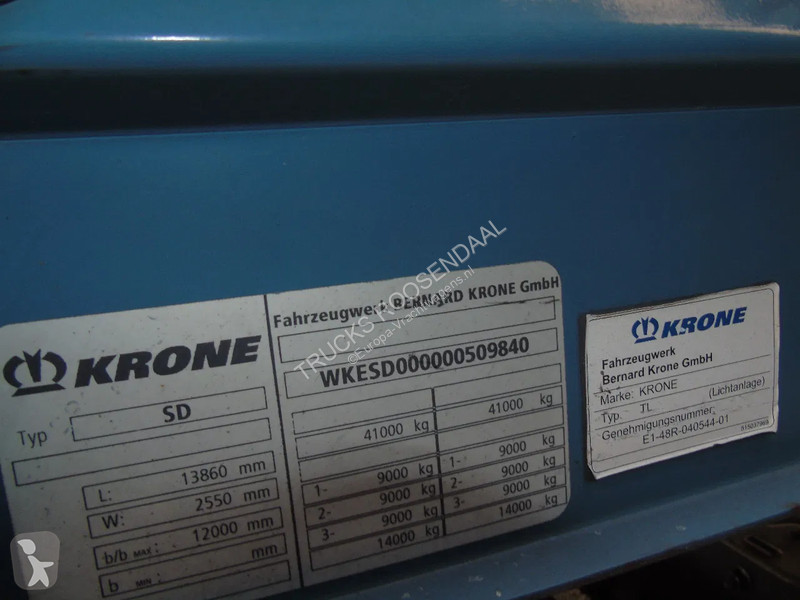 KRONE
Typ SD
L: 13860 mm
W: 2550 mm
b/b MAX: 12000 mm
b MIN: mm
Fahrzeugwerk BERNARD KRONE GmbH
WKESD000000509840
41000 kg 41000 kg
1- 9000 kg 1- 9000 kg
2- 9000 kg 2- 9000 kg
3- 9000 kg 3- 9000 kg
14000 kg 14000 kg
KRONE
Fahrzeugwerk
Bernard Krone GmbH
Marke: KRONE
Typ. TL (Lichtanlage)
Genehmigungsnummer
E1-48R-040544-01
TRUCKS ROOSENDAAL